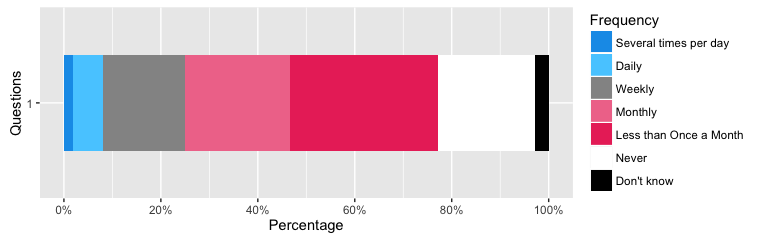 Frequency
Several times per day
Daily
Weekly
Monthly
Less than Once a Month
Never
Don't know
Questions
1
0%
20%
40%
60%
80%
100%
Percentage